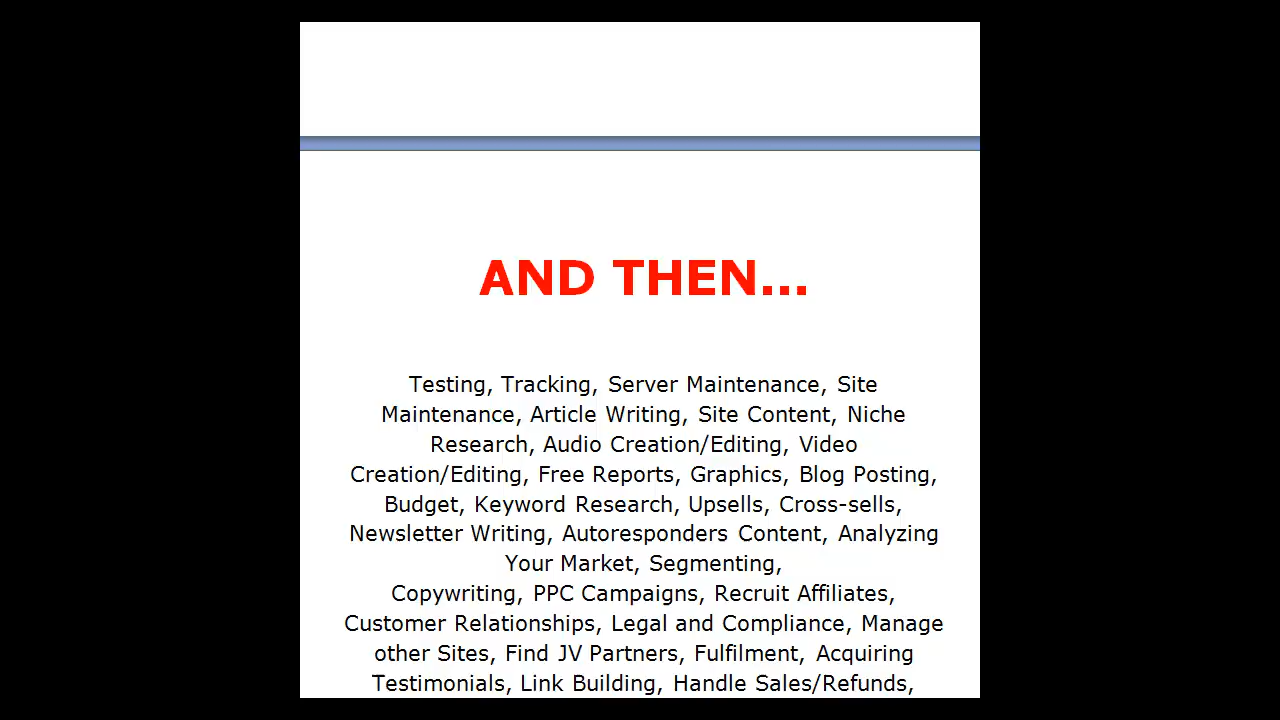 AND THEN...
Testing, Tracking, Server Maintenance, Site
Maintenance, Article Writing, Site Content, Niche
Research, Audio Creation/Editing, Video
Creation/Editing, Free Reports, Graphics, Blog Posting,
Budget, Keyword Research, Upsells, Cross-sells,
Newsletter Writing, Autoresponders Content, Analyzing
Your Market, Segmenting,
Copywriting, PPC Campaigns, Recruit Affiliates,
Customer Relationships, Legal and Compliance, Manage
other Sites, Find JV Partners, Fulfilment, Acquiring
Testimonials, Link Building, Handle Sales/Refunds,